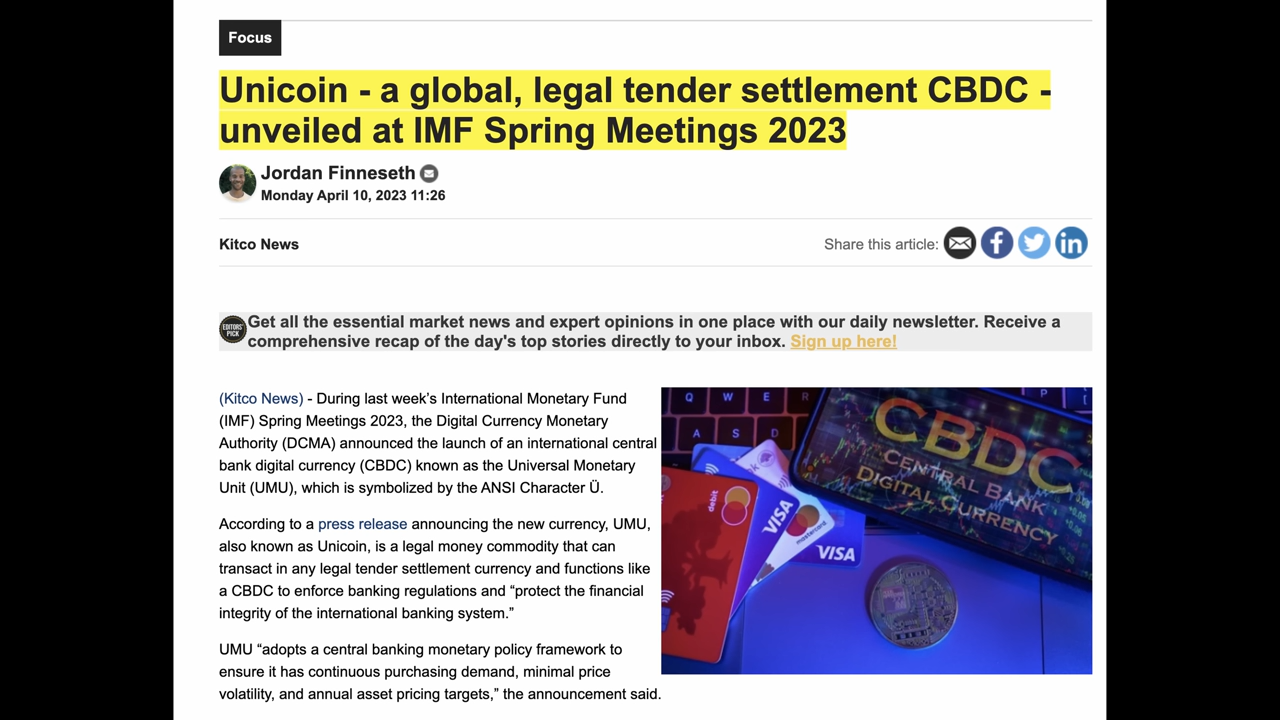 Focus
Unicoin - a global, legal tender settlement CBDC -
unveiled at IMF Spring Meetings 2023
Jordan Finneseth
Monday April 10, 2023 11:26
Kitco News
Share this article:
EDITORS' PICK
Get all the essential market news and expert opinions in one place with our daily newsletter. Receive a
comprehensive recap of the day's top stories directly to your inbox. Sign up here!
(Kitco News) - During last week's International Monetary Fund
(IMF) Spring Meetings 2023, the Digital Currency Monetary
Authority (DCMA) announced the launch of an international central
bank digital currency (CBDC) known as the Universal Monetary
Unit (UMU), which is symbolized by the ANSI Character Ü.
According to a press release announcing the new currency, UMU,
also known as Unicoin, is a legal money commodity that can
transact in any legal tender settlement currency and functions like
a CBDC to enforce banking regulations and “protect the financial
integrity of the international banking system.”
UMU “adopts a central banking monetary policy framework to
ensure it has continuous purchasing demand, minimal price
volatility, and annual asset pricing targets,” the announcement said.
Q W E R
A S D
CBDC
CENTRAL BANK
DIGITAL CURRENCY
debit
VISA
mastercard
VISA